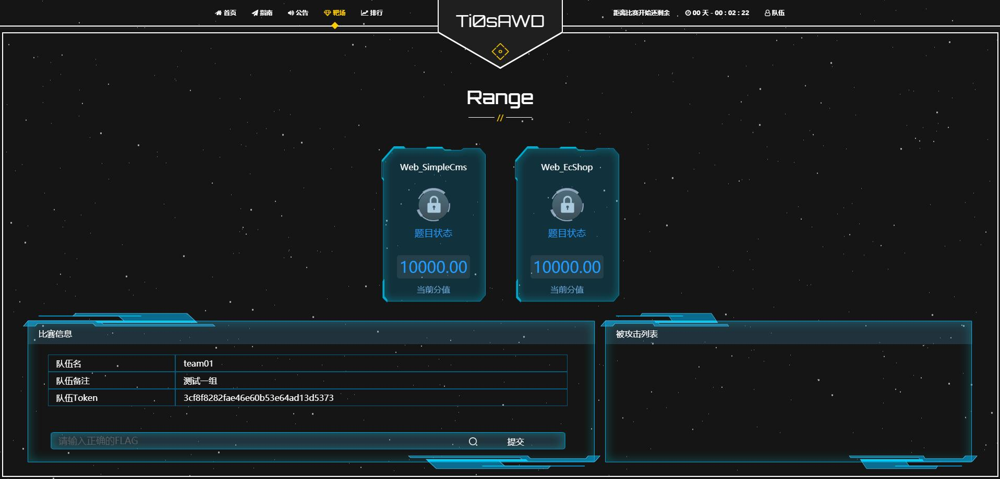 首页 指南 公告 靶场 排行
Ti0sAWD
距离比赛开始还剩余 00 天 - 00 : 02 : 22 队伍
Range
//
Web_SimpleCms
题目状态
10000.00
当前分值
Web_EcShop
题目状态
10000.00
当前分值
比赛信息
队伍名 team01
队伍备注 测试一组
队伍Token 3cf8f8282fae46e60b53e64ad13d5373
请输入正确的FLAG 提交
被攻击列表